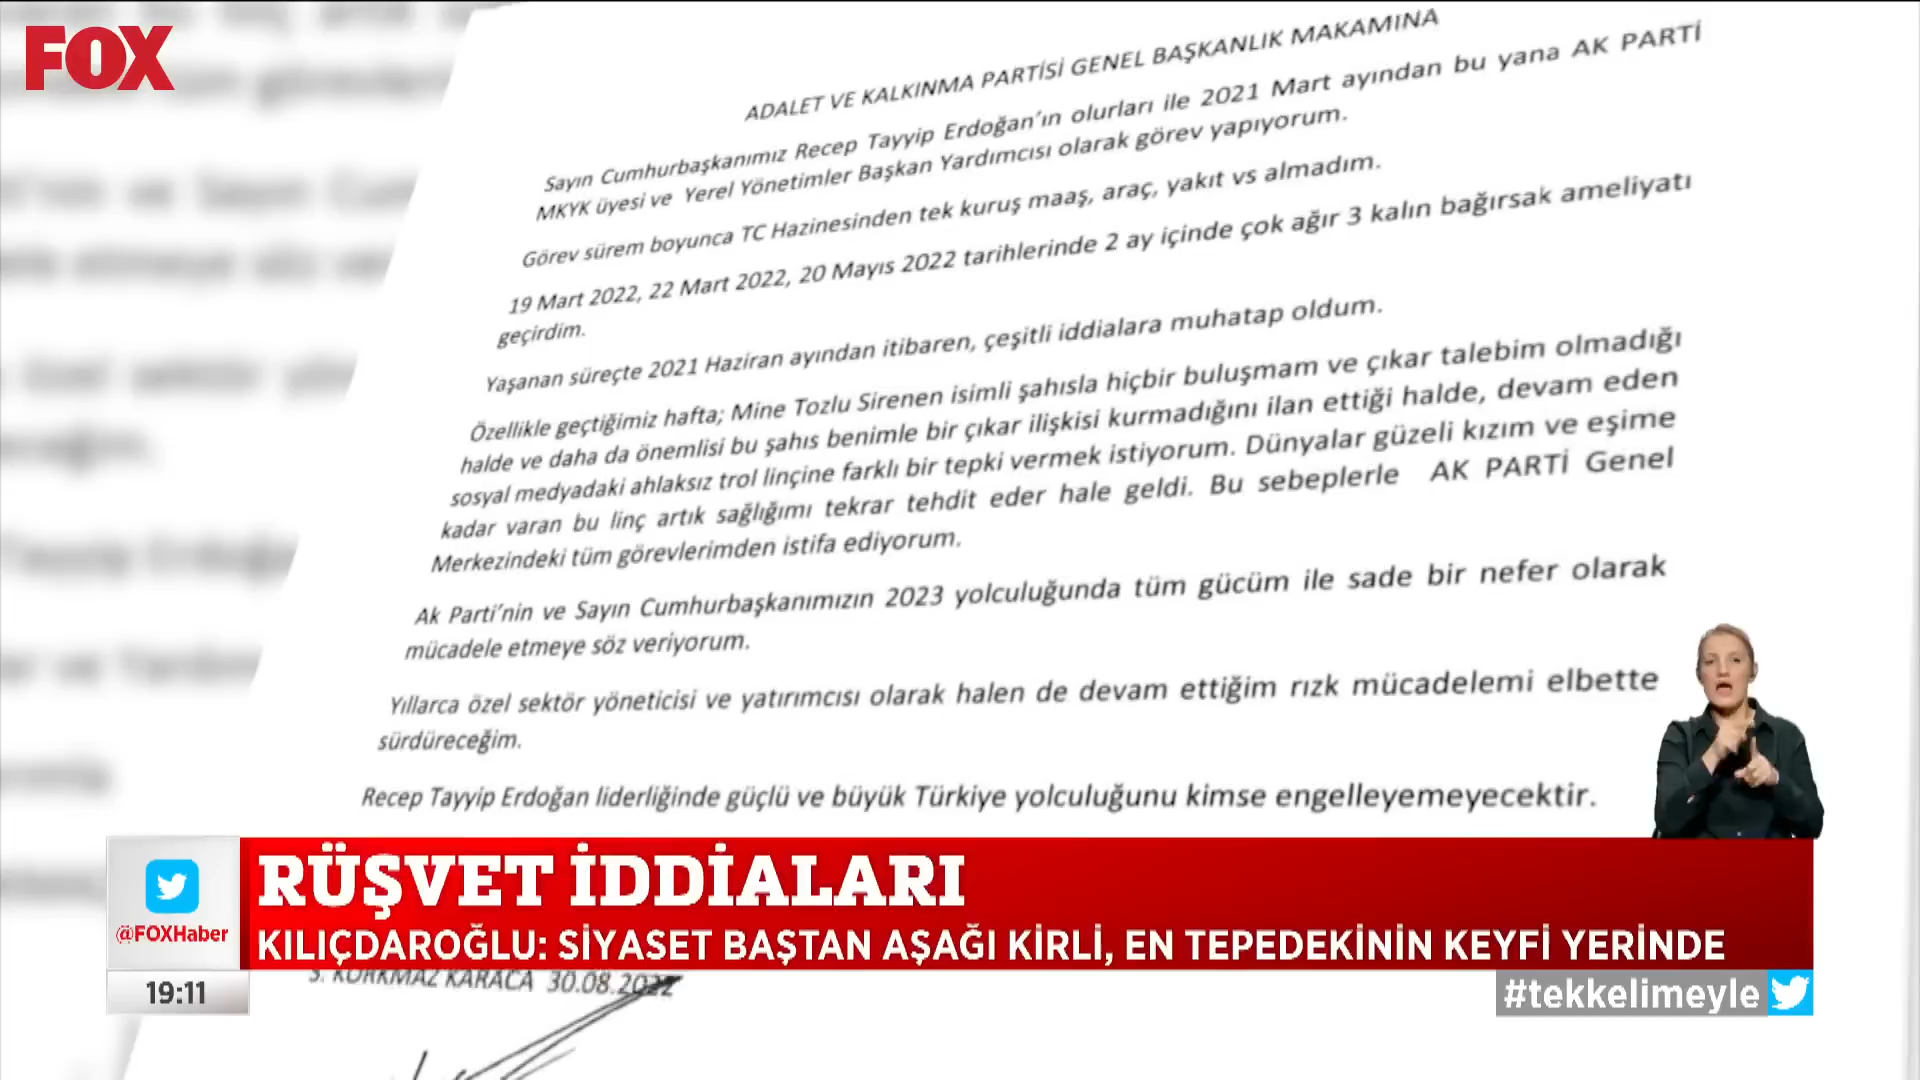 FOX
ADALET VE KALKINMA PARTİSİ GENEL BAŞKANLIK MAKAMINA
Sayın Cumhurbaşkanımız Recep Tayyip Erdoğan'ın olurları ile 2021 Mart ayından bu yana AK PARTİ
MKYK üyesi ve Yerel Yönetimler Başkan Yardımcısı olarak görev yapıyorum.
Görev sürem boyunca TC Hazinesinden tek kuruş maaş, araç, yakıt vs almadım.
19 Mart 2022, 22 Mart 2022, 20 Mayıs 2022 tarihlerinde 2 ay içinde çok ağır 3 kalın bağırsak ameliyatı
geçirdim.
Yaşanan süreçte 2021 Haziran ayından itibaren, çeşitli iddialara muhatap oldum.
Özellikle geçtiğimiz hafta; Mine Tozlu Sirenen isimli şahısla hiçbir buluşmam ve çıkar talebim olmadığı
halde ve daha da önemlisi bu şahıs benimle bir çıkar ilişkisi kurmadığını ilan ettiği halde, devam eden
sosyal medyadaki ahlaksız trol linçine farklı bir tepki vermek istiyorum. Dünyalar güzeli kızım ve eşime
kadar varan bu linç artık sağlığımı tekrar tehdit eder hale geldi. Bu sebeplerle AK PARTİ Genel
Merkezindeki tüm görevlerimden istifa ediyorum.
Ak Parti'nin ve Sayın Cumhurbaşkanımızın 2023 yolculuğunda tüm gücüm ile sade bir nefer olarak
mücadele etmeye söz veriyorum.
Yıllarca özel sektör yöneticisi ve yatırımcısı olarak halen de devam ettiğim rızk mücadelemi elbette
sürdüreceğim.
Recep Tayyip Erdoğan liderliğinde güçlü ve büyük Türkiye yolculuğunu kimse engelleyemeyecektir.
RÜŞVET İDDİALARI
@FOXHaber
KILIÇDAROĞLU: SİYASET BAŞTAN AŞAĞI KİRLİ, EN TEPEDEKİNİN KEYFİ YERİNDE
S. KORKMAZ KARACA 30.08.2022
19:11
#tekkelimeyle